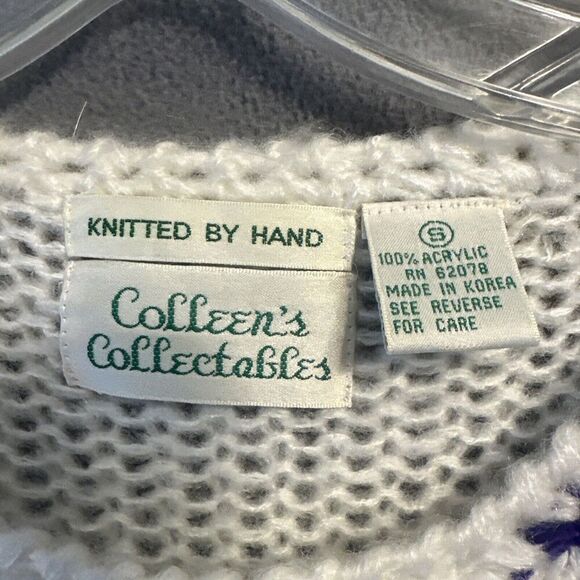 KNITTED BY HAND
Colleen's
Collectables
S
100% ACRYLIC
RN 62078
MADE IN KOREA
SEE REVERSE
FOR CARE